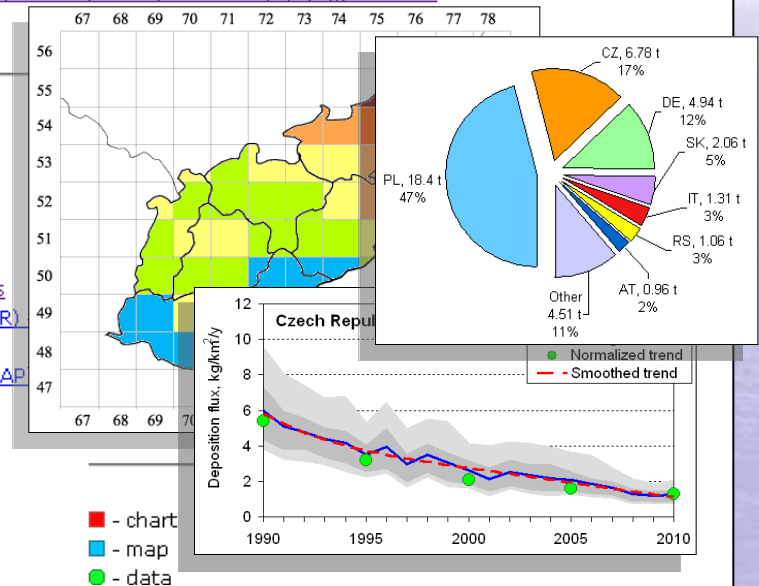 67 68 69 70 71 72 73 74 75 76 77 78
56
55
54
53
52
51
50
49
48
47
67 68 69
CZ, 6.78 t
17%
DE, 4.94 t
12%
SK, 2.06 t
5%
IT, 1.31 t
3%
RS, 1.06 t
3%
AT, 0.96 t
2%
Other
4.51 t
11%
PL, 18.4 t
47%
Czech Repu
Deposition flux, kg/km²/y
12
10
8
6
4
2
0
1990 1995 2000 2005 2010
Normalized trend
Smoothed trend
s
R)
AP
- chart
- map
- data